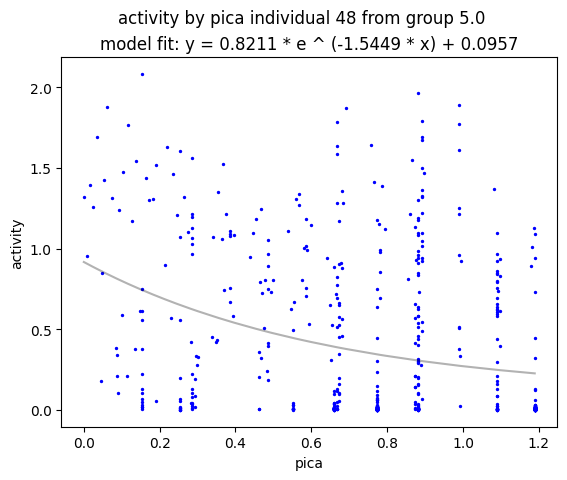 activity by pica individual 48 from group 5.0
model fit: y = 0.8211 * e ^ (-1.5449 * x) + 0.0957
2.0
1.5
1.0
0.5
0.0
activity
0.0 0.2 0.4 0.6 0.8 1.0 1.2
pica